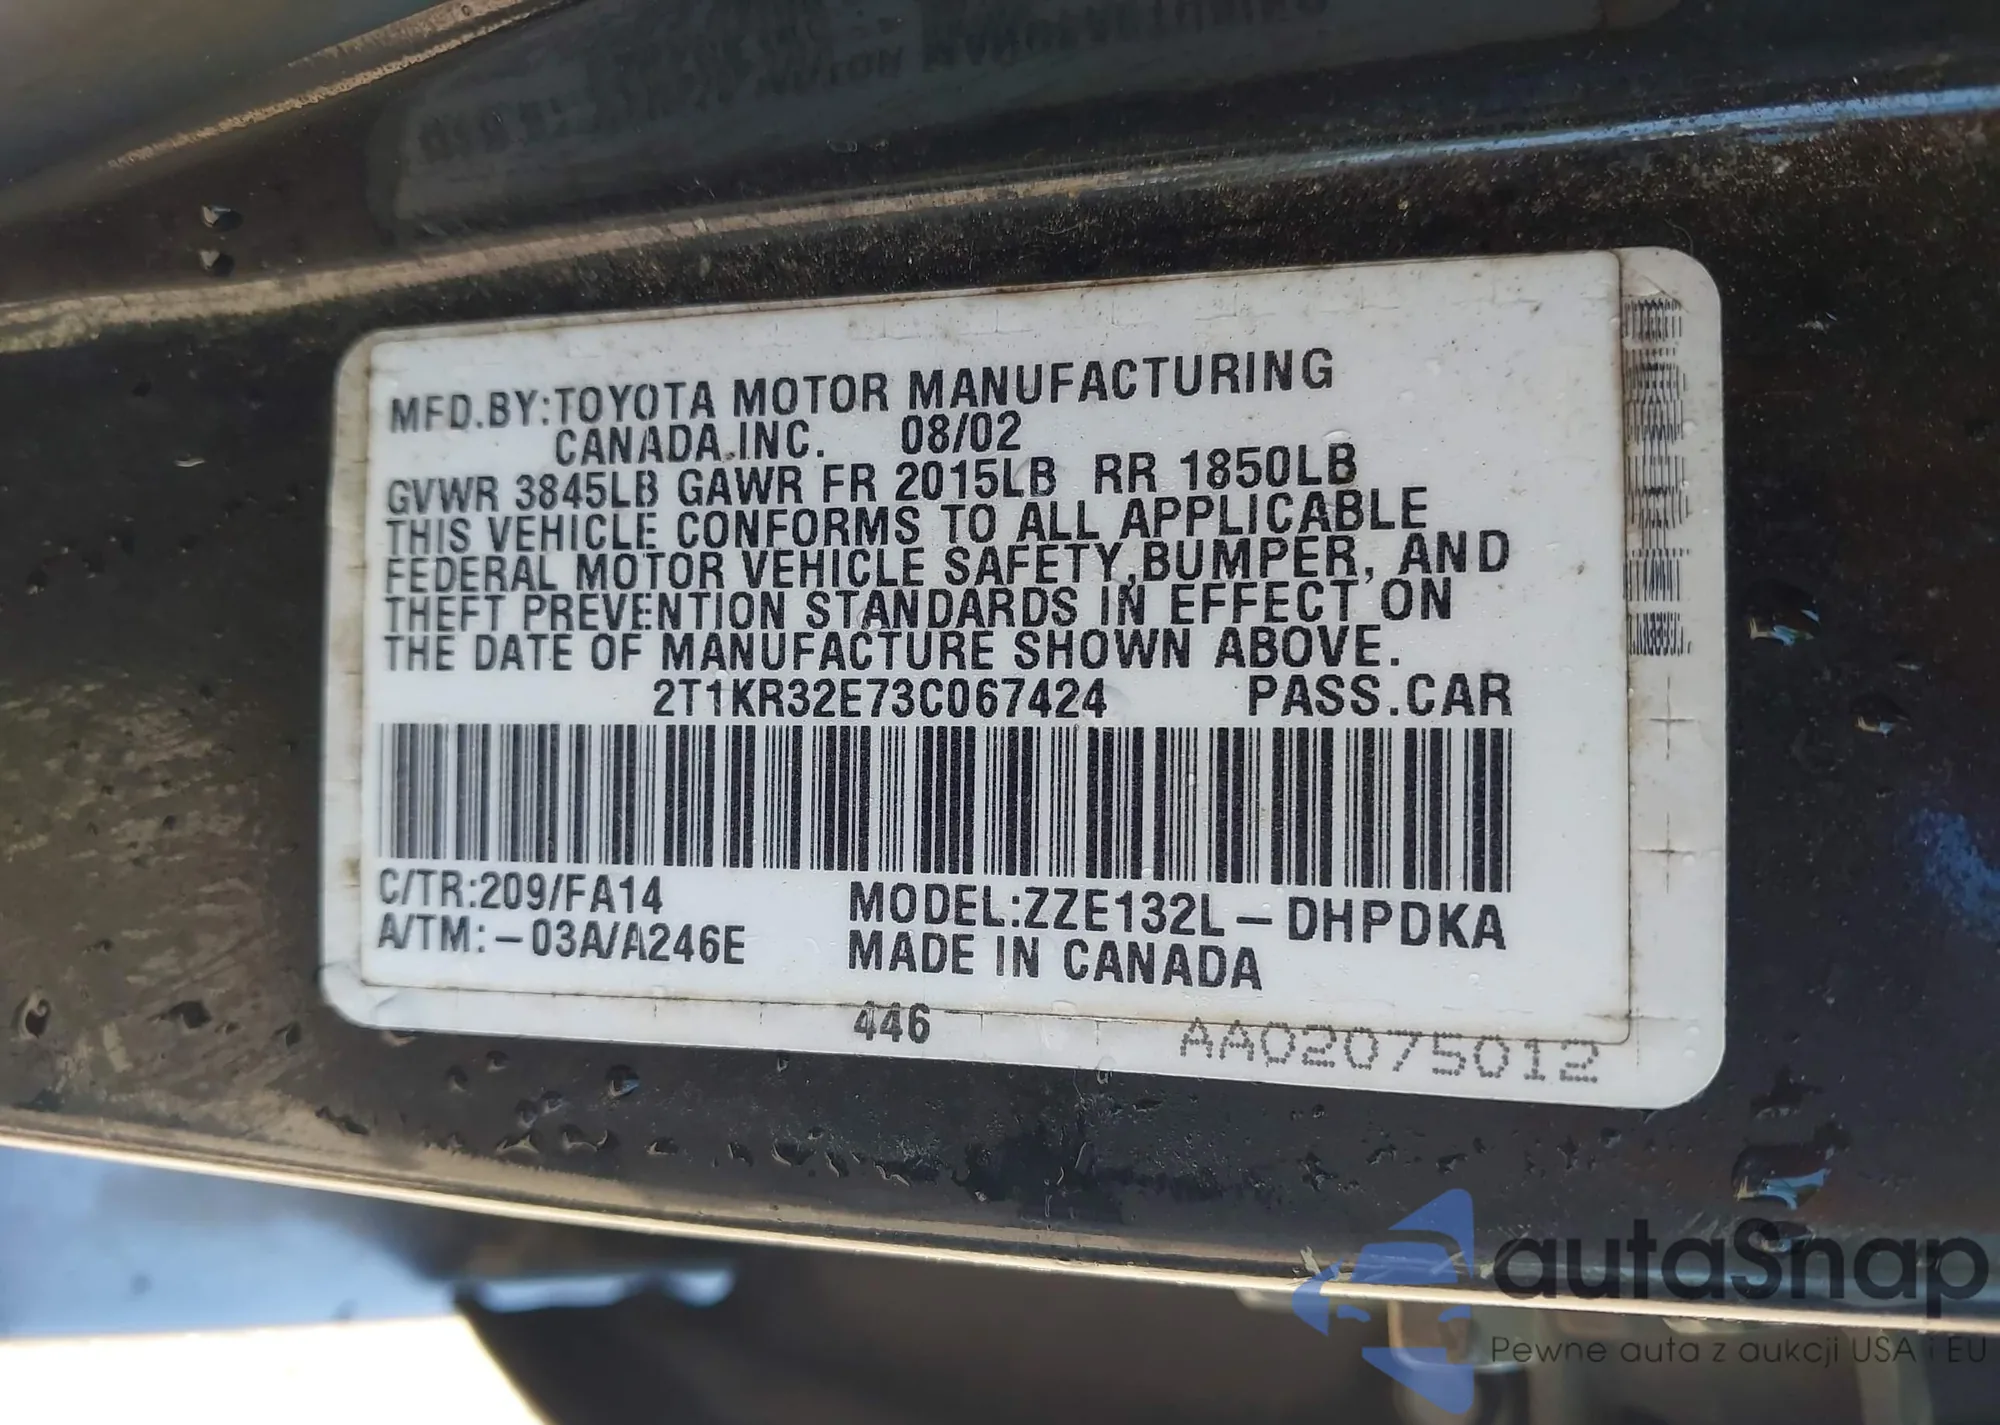 MFD.BY:TOYOTA MOTOR MANUFACTURING
CANADA.INC. 08/02
GVWR 3845LB GAWR FR 2015LB RR 1850LB
THIS VEHICLE CONFORMS TO ALL APPLICABLE
FEDERAL MOTOR VEHICLE SAFETY,BUMPER, AND
THEFT PREVENTION STANDARDS IN EFFECT ON
THE DATE OF MANUFACTURE SHOWN ABOVE.
2T1KR32E73C067424 PASS.CAR
C/TR:209/FA14 MODEL:ZZE132L-DHPDKA
A/TM:-03A/A246E MADE IN CANADA
446
AA02075012
autaSnap
Pewne auta z aukcji USA i EU